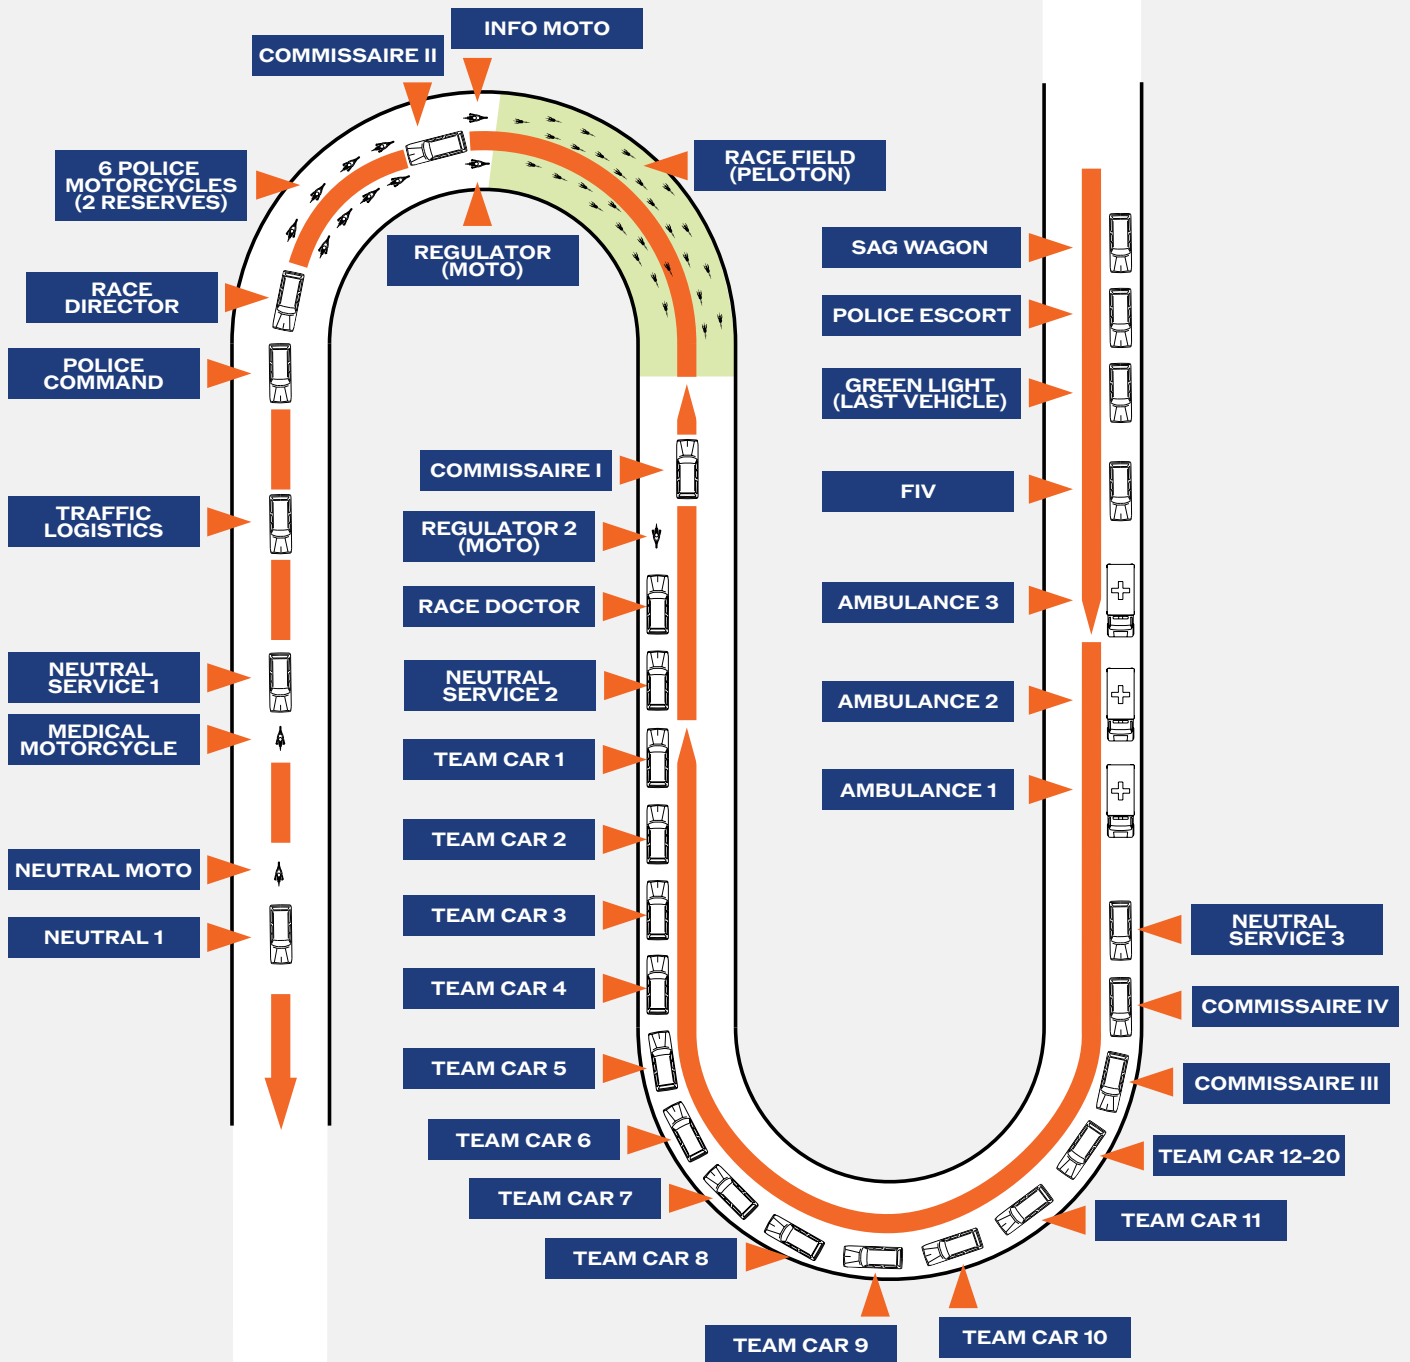 INFO MOTO
COMMISSAIRE II
6 POLICE
MOTORCYCLES
(2 RESERVES)
RACE FIELD
(PELOTON)
REGULATOR
(MOTO)
RACE
DIRECTOR
POLICE
COMMAND
TRAFFIC
LOGISTICS
NEUTRAL
SERVICE 1
MEDICAL
MOTORCYCLE
NEUTRAL MOTO
NEUTRAL 1
COMMISSAIRE I
REGULATOR 2
(MOTO)
RACE DOCTOR
NEUTRAL
SERVICE 2
TEAM CAR 1
TEAM CAR 2
TEAM CAR 3
TEAM CAR 4
TEAM CAR 5
TEAM CAR 6
TEAM CAR 7
TEAM CAR 8
TEAM CAR 9
TEAM CAR 10
TEAM CAR 11
TEAM CAR 12-20
COMMISSAIRE III
COMMISSAIRE IV
NEUTRAL
SERVICE 3
SAG WAGON
POLICE ESCORT
GREEN LIGHT
(LAST VEHICLE)
FIV
AMBULANCE 3
AMBULANCE 2
AMBULANCE 1